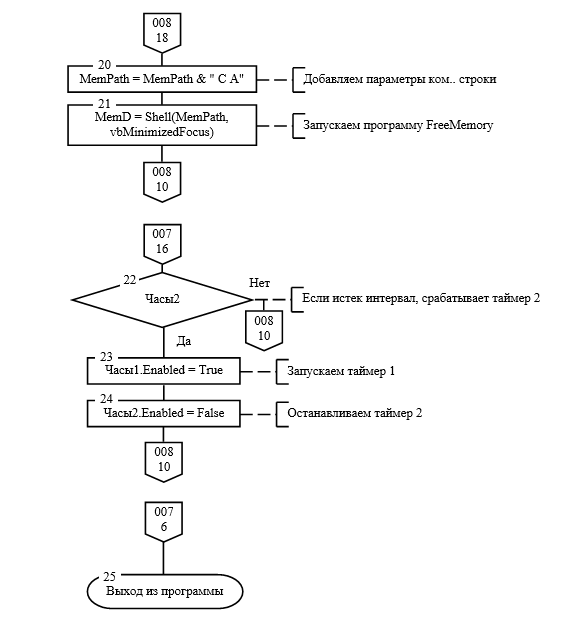 008
18
20
MemPath = MemPath & " C A"
Добавляем параметры ком.. строки
21
MemD = Shell(MemPath,
vbMinimizedFocus)
Запускаем программу FreeMemory
008
10
007
16
22
Часы2
Нет
Если истек интервал, срабатывает таймер 2
008
10
Да
23
Часы1.Enabled = True
Запускаем таймер 1
24
Часы2.Enabled = False
Останавливаем таймер 2
008
10
007
6
25
Выход из программы